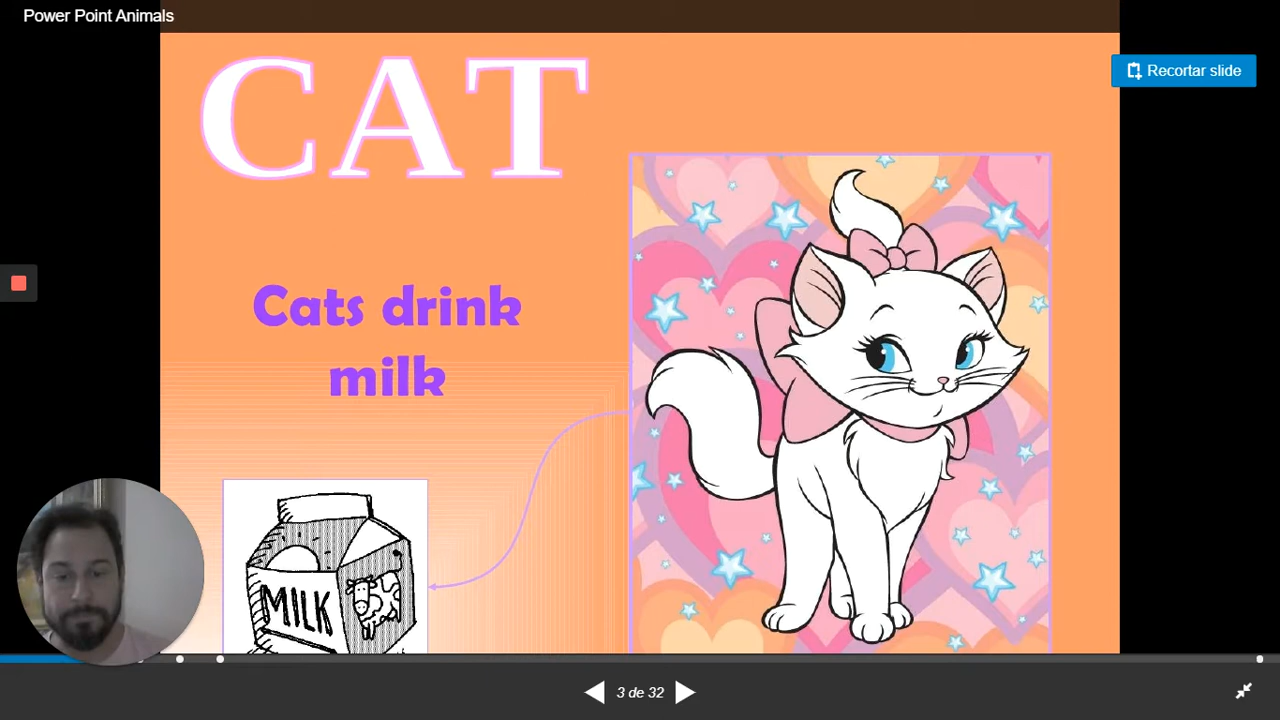 Power Point Animals
CAT
Recortar slide
Cats drink
milk
MILK
3 de 32